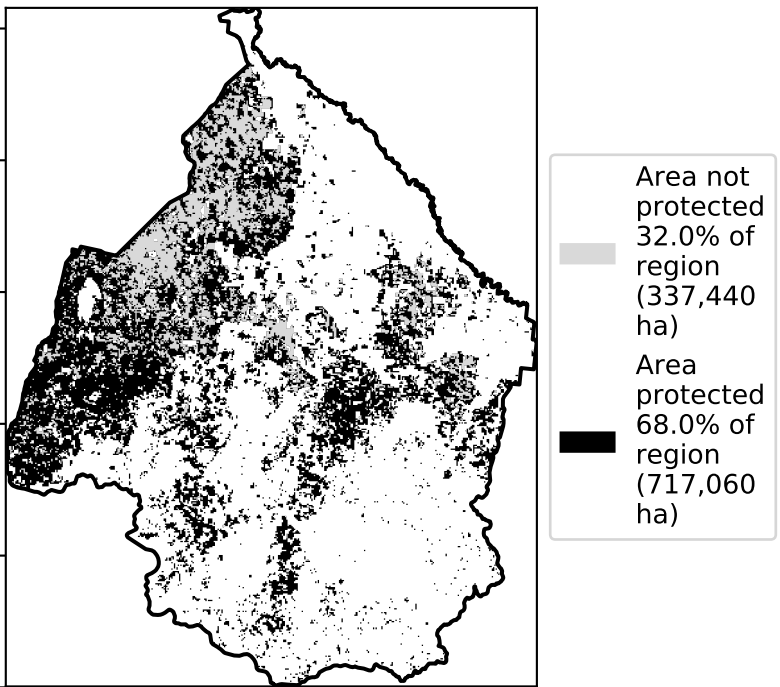 Area not
protected
32.0% of
region
(337,440
ha)
Area
protected
68.0% of
region
(717,060
ha)